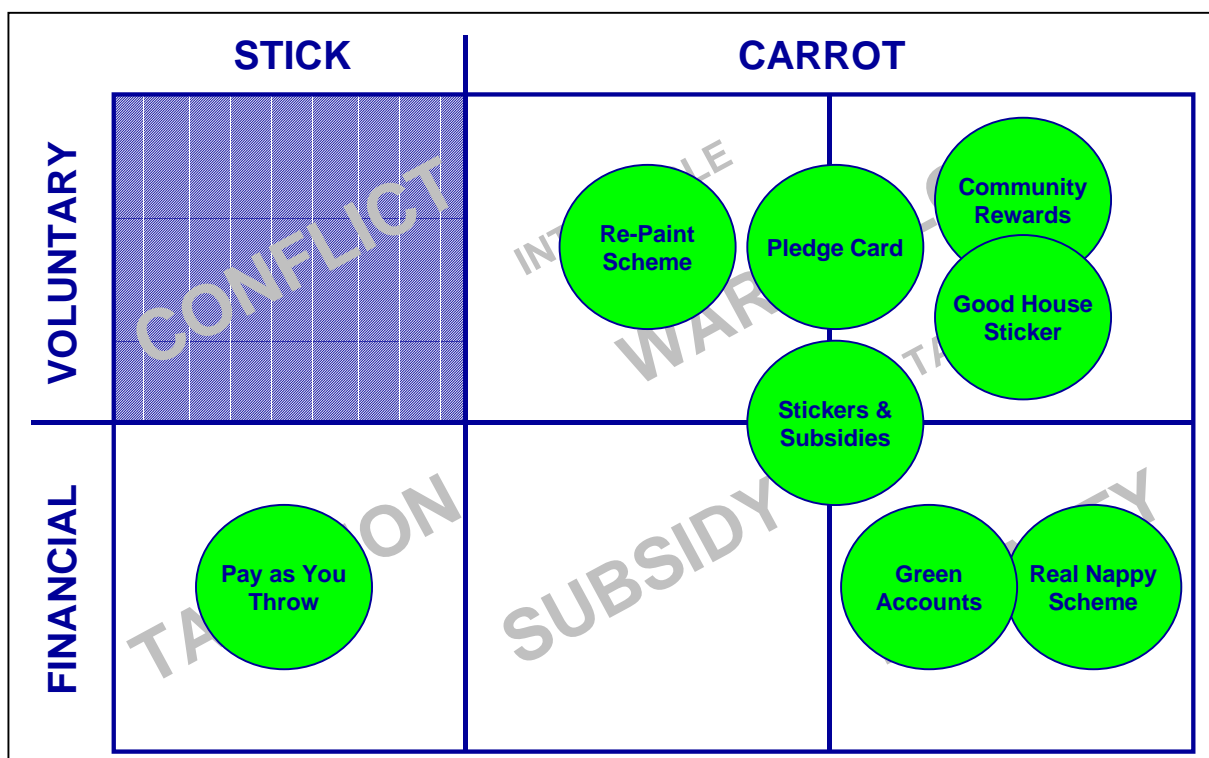 STICK
CARROT
VOLUNTARY
FINANCIAL
CONFLICT
Re-Paint
Scheme
Pledge Card
Community
Rewards
Good House
Sticker
Stickers &
Subsidies
SUBSIDY
Pay as You
Throw
Green
Accounts
Real Nappy
Scheme